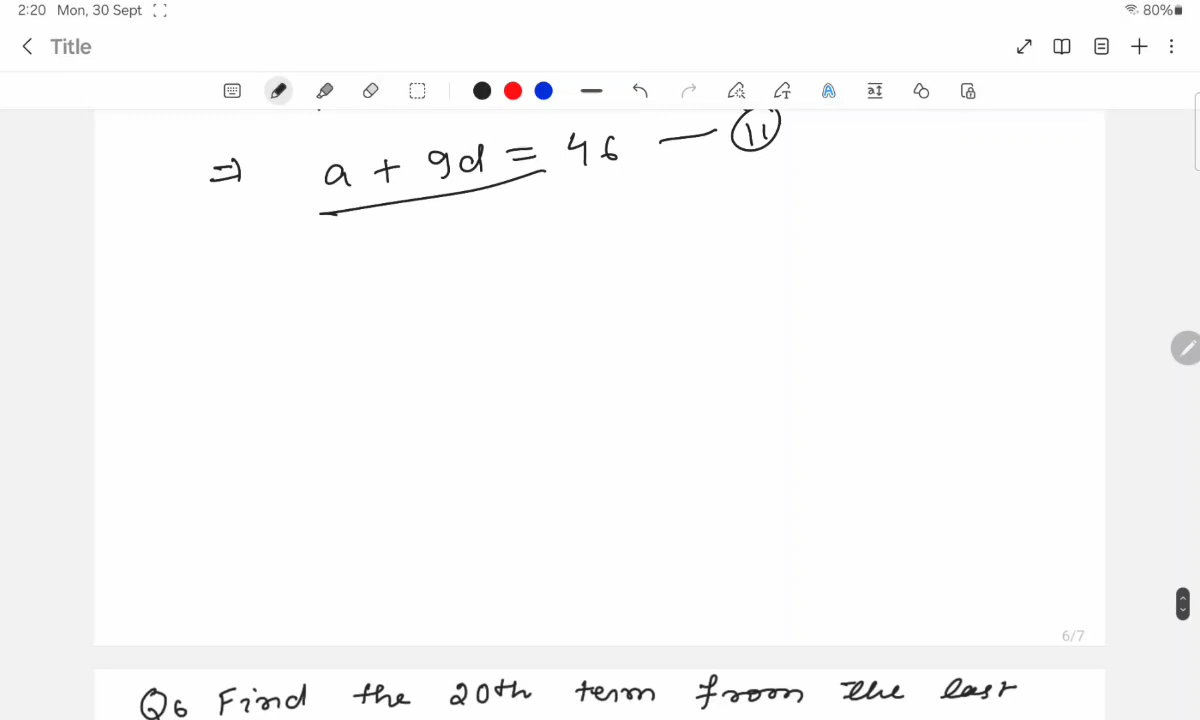 2:20 Mon, 30 Sept 80%
Title
⇒ a + 9d = 46 — (11)
6/7
Q6 Find the 20th term from the last